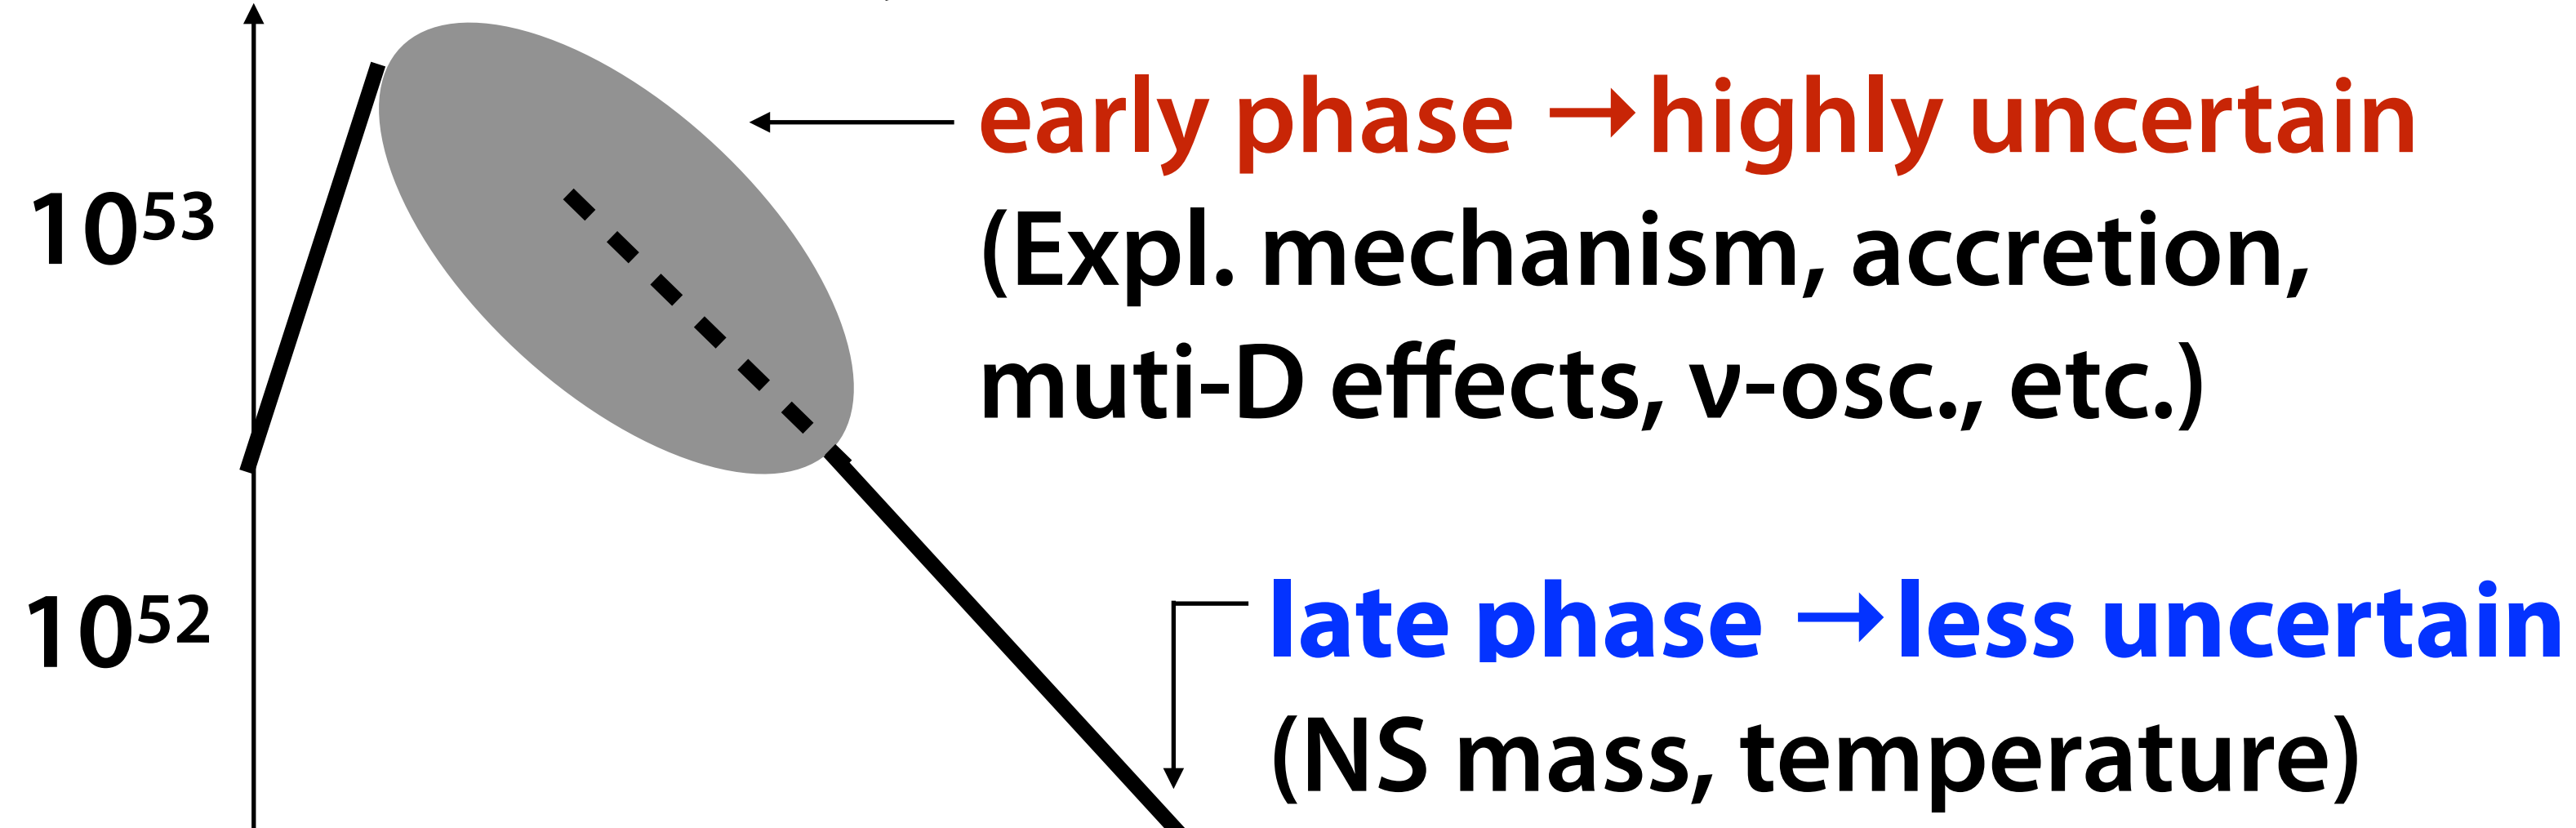 early phase →highly uncertain
10⁵³
(Expl. mechanism, accretion,
muti-D effects, ν-osc., etc.)
10⁵²
late phase →less uncertain
(NS mass, temperature)